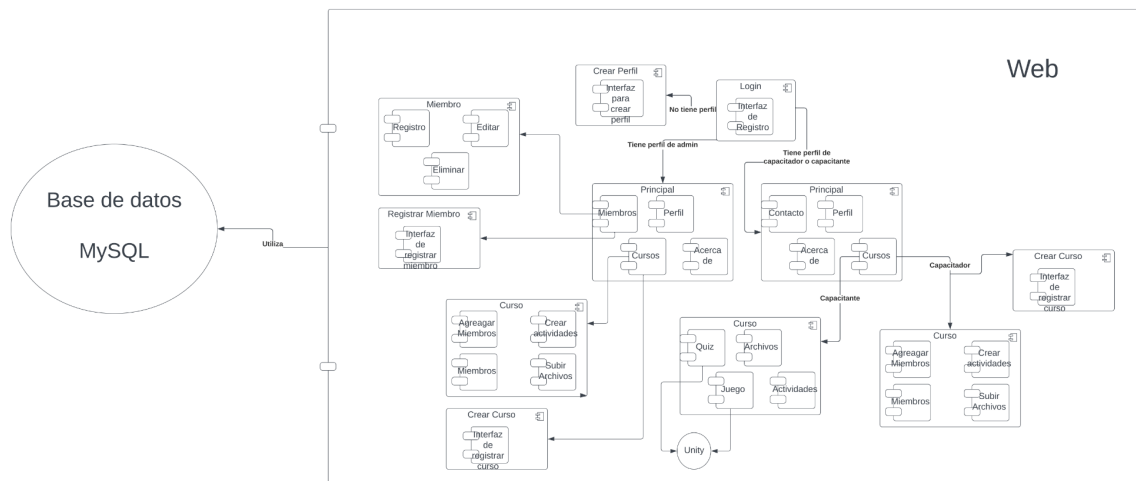 Web
Base de datos
MySQL
Utiliza
Crear Perfil
Interfaz
para
crear
perfil
No tiene perfil
Login
Interfaz
de
Registro
Tiene perfil de admin
Tiene perfil de
capacitador o capacitante
Miembro
Registro
Editar
Eliminar
Registrar Miembro
Interfaz
de
registrar
miembro
Principal
Miembros
Perfil
Cursos
Acerca
de
Principal
Contacto
Perfil
Acerca
de
Cursos
Capacitador
Capacitante
Crear Curso
Interfaz
de
registrar
curso
Curso
Agreagar
Miembros
Crear
actividades
Miembros
Subir
Archivos
Curso
Quiz
Archivos
Juego
Actividades
Curso
Agreagar
Miembros
Crear
actividades
Miembros
Subir
Archivos
Crear Curso
Interfaz
de
registrar
curso
Unity